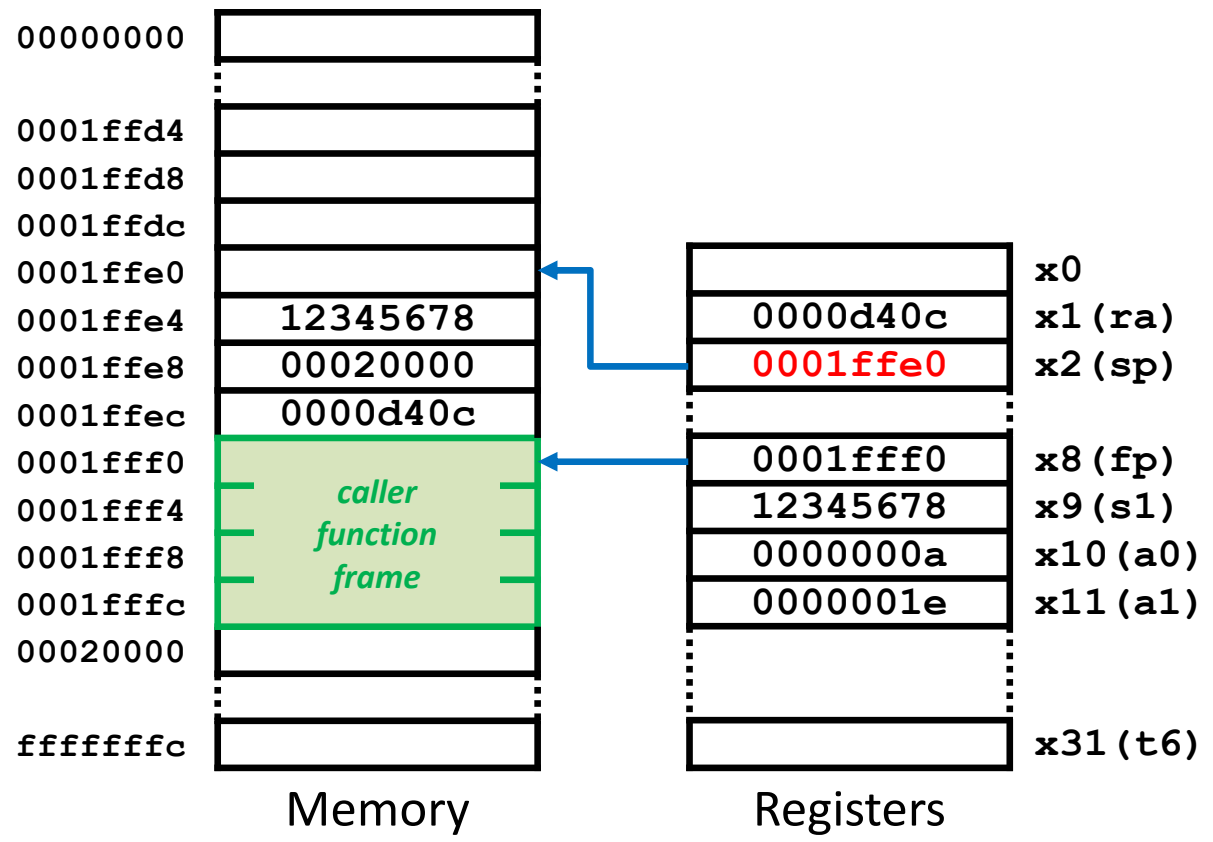 00000000
0001ffd4
0001ffd8
0001ffdc
0001ffe0
0001ffe4 12345678
0001ffe8 00020000
0001ffec 0000d40c
0001fff0
0001fff4
0001fff8
0001fffc
caller
function
frame
00020000
fffffffc
Memory
x0
0000d40c x1(ra)
0001ffe0 x2(sp)
0001fff0 x8(fp)
12345678 x9(s1)
0000000a x10(a0)
0000001e x11(a1)
x31(t6)
Registers